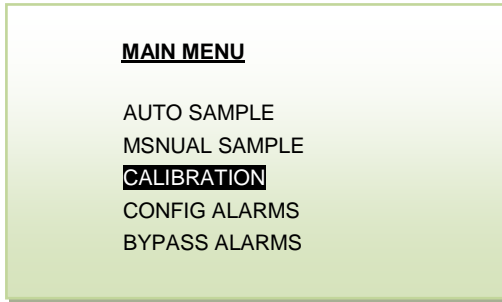 MAIN MENU
AUTO SAMPLE
MSNUAL SAMPLE
CALIBRATION
CONFIG ALARMS
BYPASS ALARMS